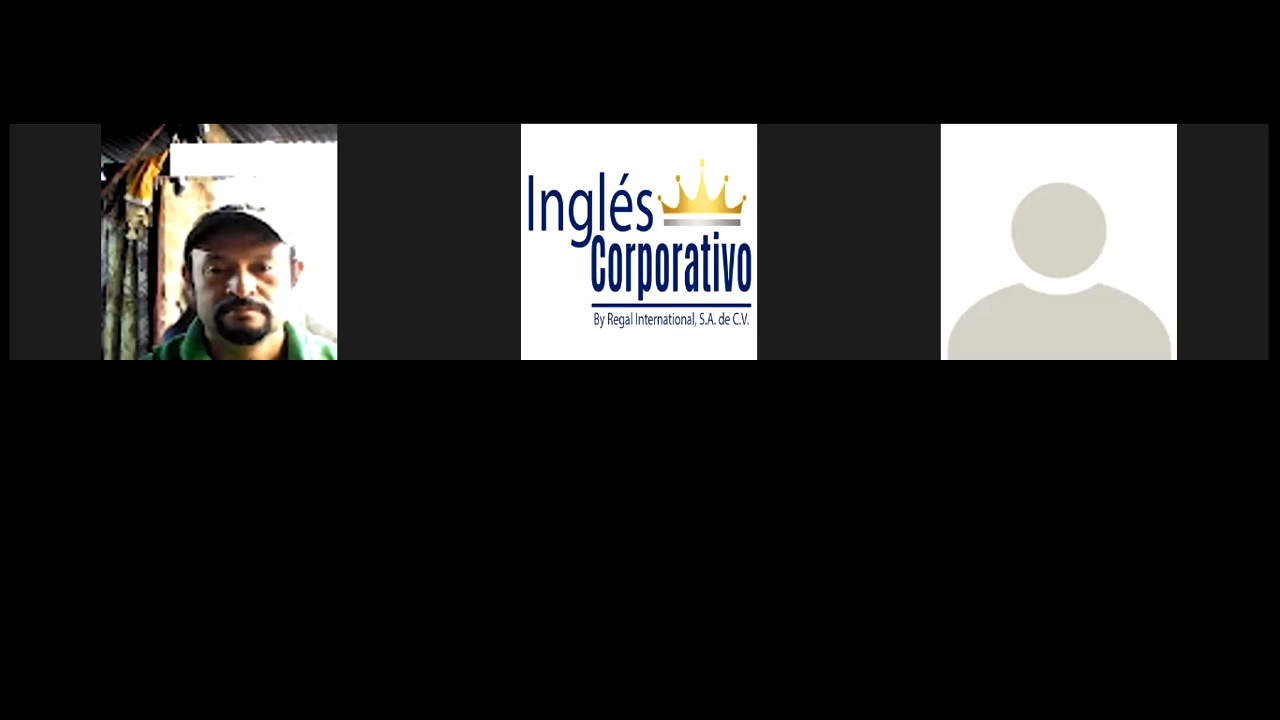 Inglés
Corporativo
By Regal International, S.A. de C.V.